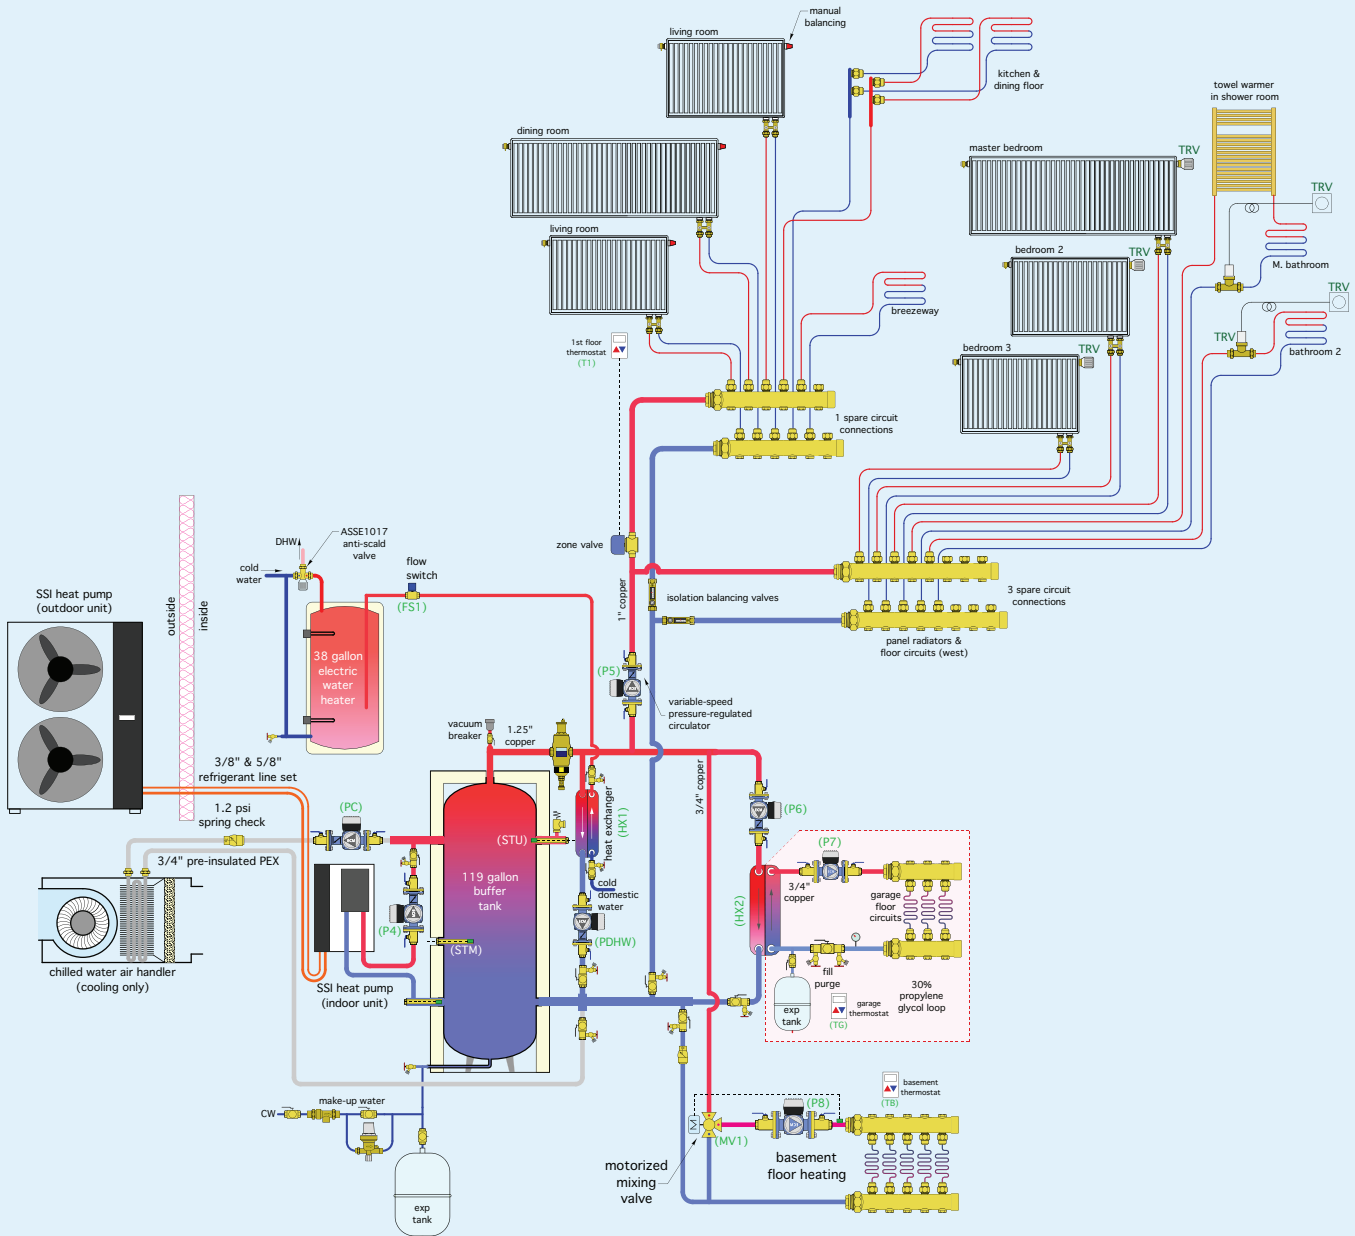 manual
balancing
living room
kitchen &
dining floor
towel warmer
in shower room
dining room
master bedroom
TRV
TRV
living room
bedroom 2
TRV
M. bathroom
TRV
breezeway
1st floor
thermostat
(T1)
bedroom 3
TRV
TRV
bathroom 2
1 spare circuit
connections
ASSE1017
anti-scald
valve
DHW
cold
water
flow
switch
(FS1)
zone valve
SSI heat pump
(outdoor unit)
outside
inside
1" copper
isolation balancing valves
3 spare circuit
connections
panel radiators &
floor circuits (west)
38 gallon
electric
water
heater
(P5)
variable-speed
pressure-regulated
circulator
vacuum
breaker
1.25"
copper
3/8" & 5/8"
refrigerant line set
3/4" copper
1.2 psi
spring check
(PC)
(P6)
(STU)
heat exchanger
(HX1)
(P7)
3/4" pre-insulated PEX
119 gallon
buffer
tank
cold
domestic
water
3/4"
copper
garage
floor
circuits
(HX2)
(P4)
(PDHW)
(STM)
chilled water air handler
(cooling only)
SSI heat pump
(indoor unit)
fill
purge
30%
propylene
glycol loop
exp
tank
garage
thermostat
(TG)
make-up water
CW
basement
thermostat
(TB)
(P8)
M
(MV1)
motorized
mixing
valve
basement
floor heating
exp
tank